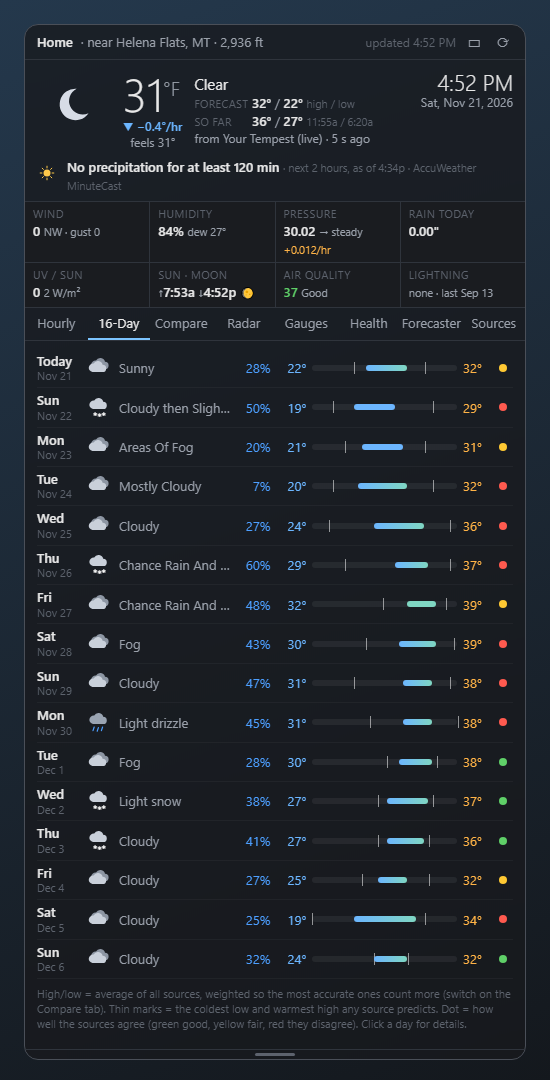 Home · near Helena Flats, MT · 2,936 ft updated 4:52 PM
31°F
▼ −0.4°/hr
feels 31°
Clear
FORECAST 32° / 22° high / low
SO FAR 36° / 27° 11:55a / 6:20a
from Your Tempest (live) · 5 s ago
4:52 PM
Sat, Nov 21, 2026
No precipitation for at least 120 min · next 2 hours, as of 4:34p · AccuWeather
MinuteCast
WIND
0 NW · gust 0
HUMIDITY
84% dew 27°
PRESSURE
30.02 → steady
+0.012/hr
RAIN TODAY
0.00"
UV / SUN
0 2 W/m²
SUN · MOON
↑7:53a ↓4:52p
AIR QUALITY
37 Good
LIGHTNING
none · last Sep 13
Hourly 16-Day Compare Radar Gauges Health Forecaster Sources
Today
Nov 21
Sunny 28% 22° 32°
Sun
Nov 22
Cloudy then Sligh... 50% 19° 29°
Mon
Nov 23
Areas Of Fog 20% 21° 31°
Tue
Nov 24
Mostly Cloudy 7% 20° 32°
Wed
Nov 25
Cloudy 27% 24° 36°
Thu
Nov 26
Chance Rain And ... 60% 29° 37°
Fri
Nov 27
Chance Rain And ... 48% 32° 39°
Sat
Nov 28
Fog 43% 30° 39°
Sun
Nov 29
Cloudy 47% 31° 38°
Mon
Nov 30
Light drizzle 45% 31° 38°
Tue
Dec 1
Fog 28% 30° 38°
Wed
Dec 2
Light snow 38% 27° 37°
Thu
Dec 3
Cloudy 41% 27° 36°
Fri
Dec 4
Cloudy 27% 25° 32°
Sat
Dec 5
Cloudy 25% 19° 34°
Sun
Dec 6
Cloudy 32% 24° 32°
High/low = average of all sources, weighted so the most accurate ones count more (switch on the
Compare tab). Thin marks = the coldest low and warmest high any source predicts. Dot = how
well the sources agree (green good, yellow fair, red they disagree). Click a day for details.